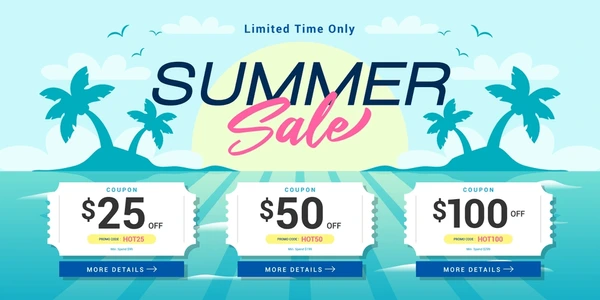 Limited Time Only
SUMMER
Sale
COUPON
$25 OFF
PROMO CODE : HOT25
MORE DETAILS
COUPON
$50 OFF
PROMO CODE : HOT50
MORE DETAILS
COUPON
$100 OFF
PROMO CODE : HOT100
MORE DETAILS